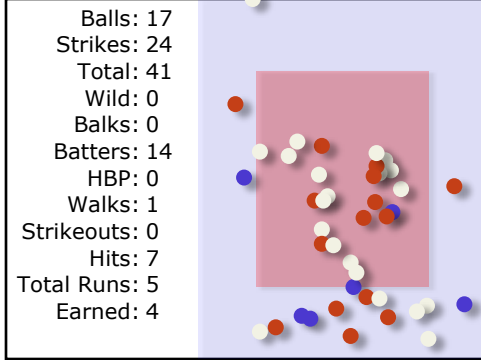 Balls: 17
Strikes: 24
Total: 41
Wild: 0
Balks: 0
Batters: 14
HBP: 0
Walks: 1
Strikeouts: 0
Hits: 7
Total Runs: 5
Earned: 4